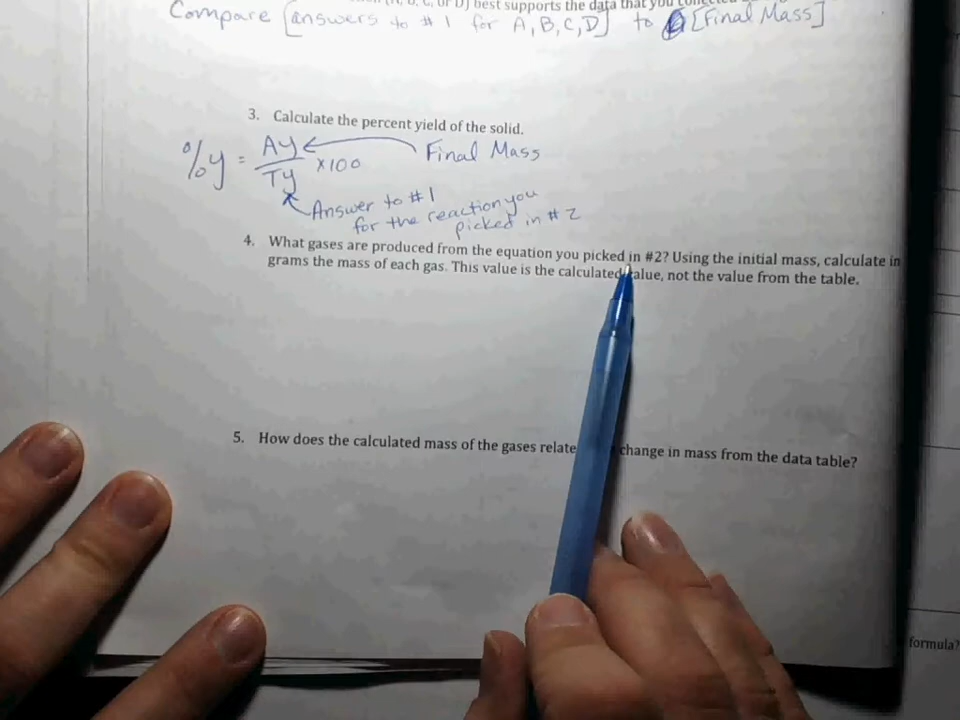 (A, B, C, or D) best supports the data that you
Compare [answers to #1 for A, B, C, D] to [Final Mass]
3. Calculate the percent yield of the solid.
%y = Ay/Ty ×100
Final Mass
Answer to #1
for the reaction you
picked in #2
4. What gases are produced from the equation you picked in #2? Using the initial mass, calculate in
grams the mass of each gas. This value is the calculated value, not the value from the table.
5. How does the calculated mass of the gases relate change in mass from the data table?
formula?